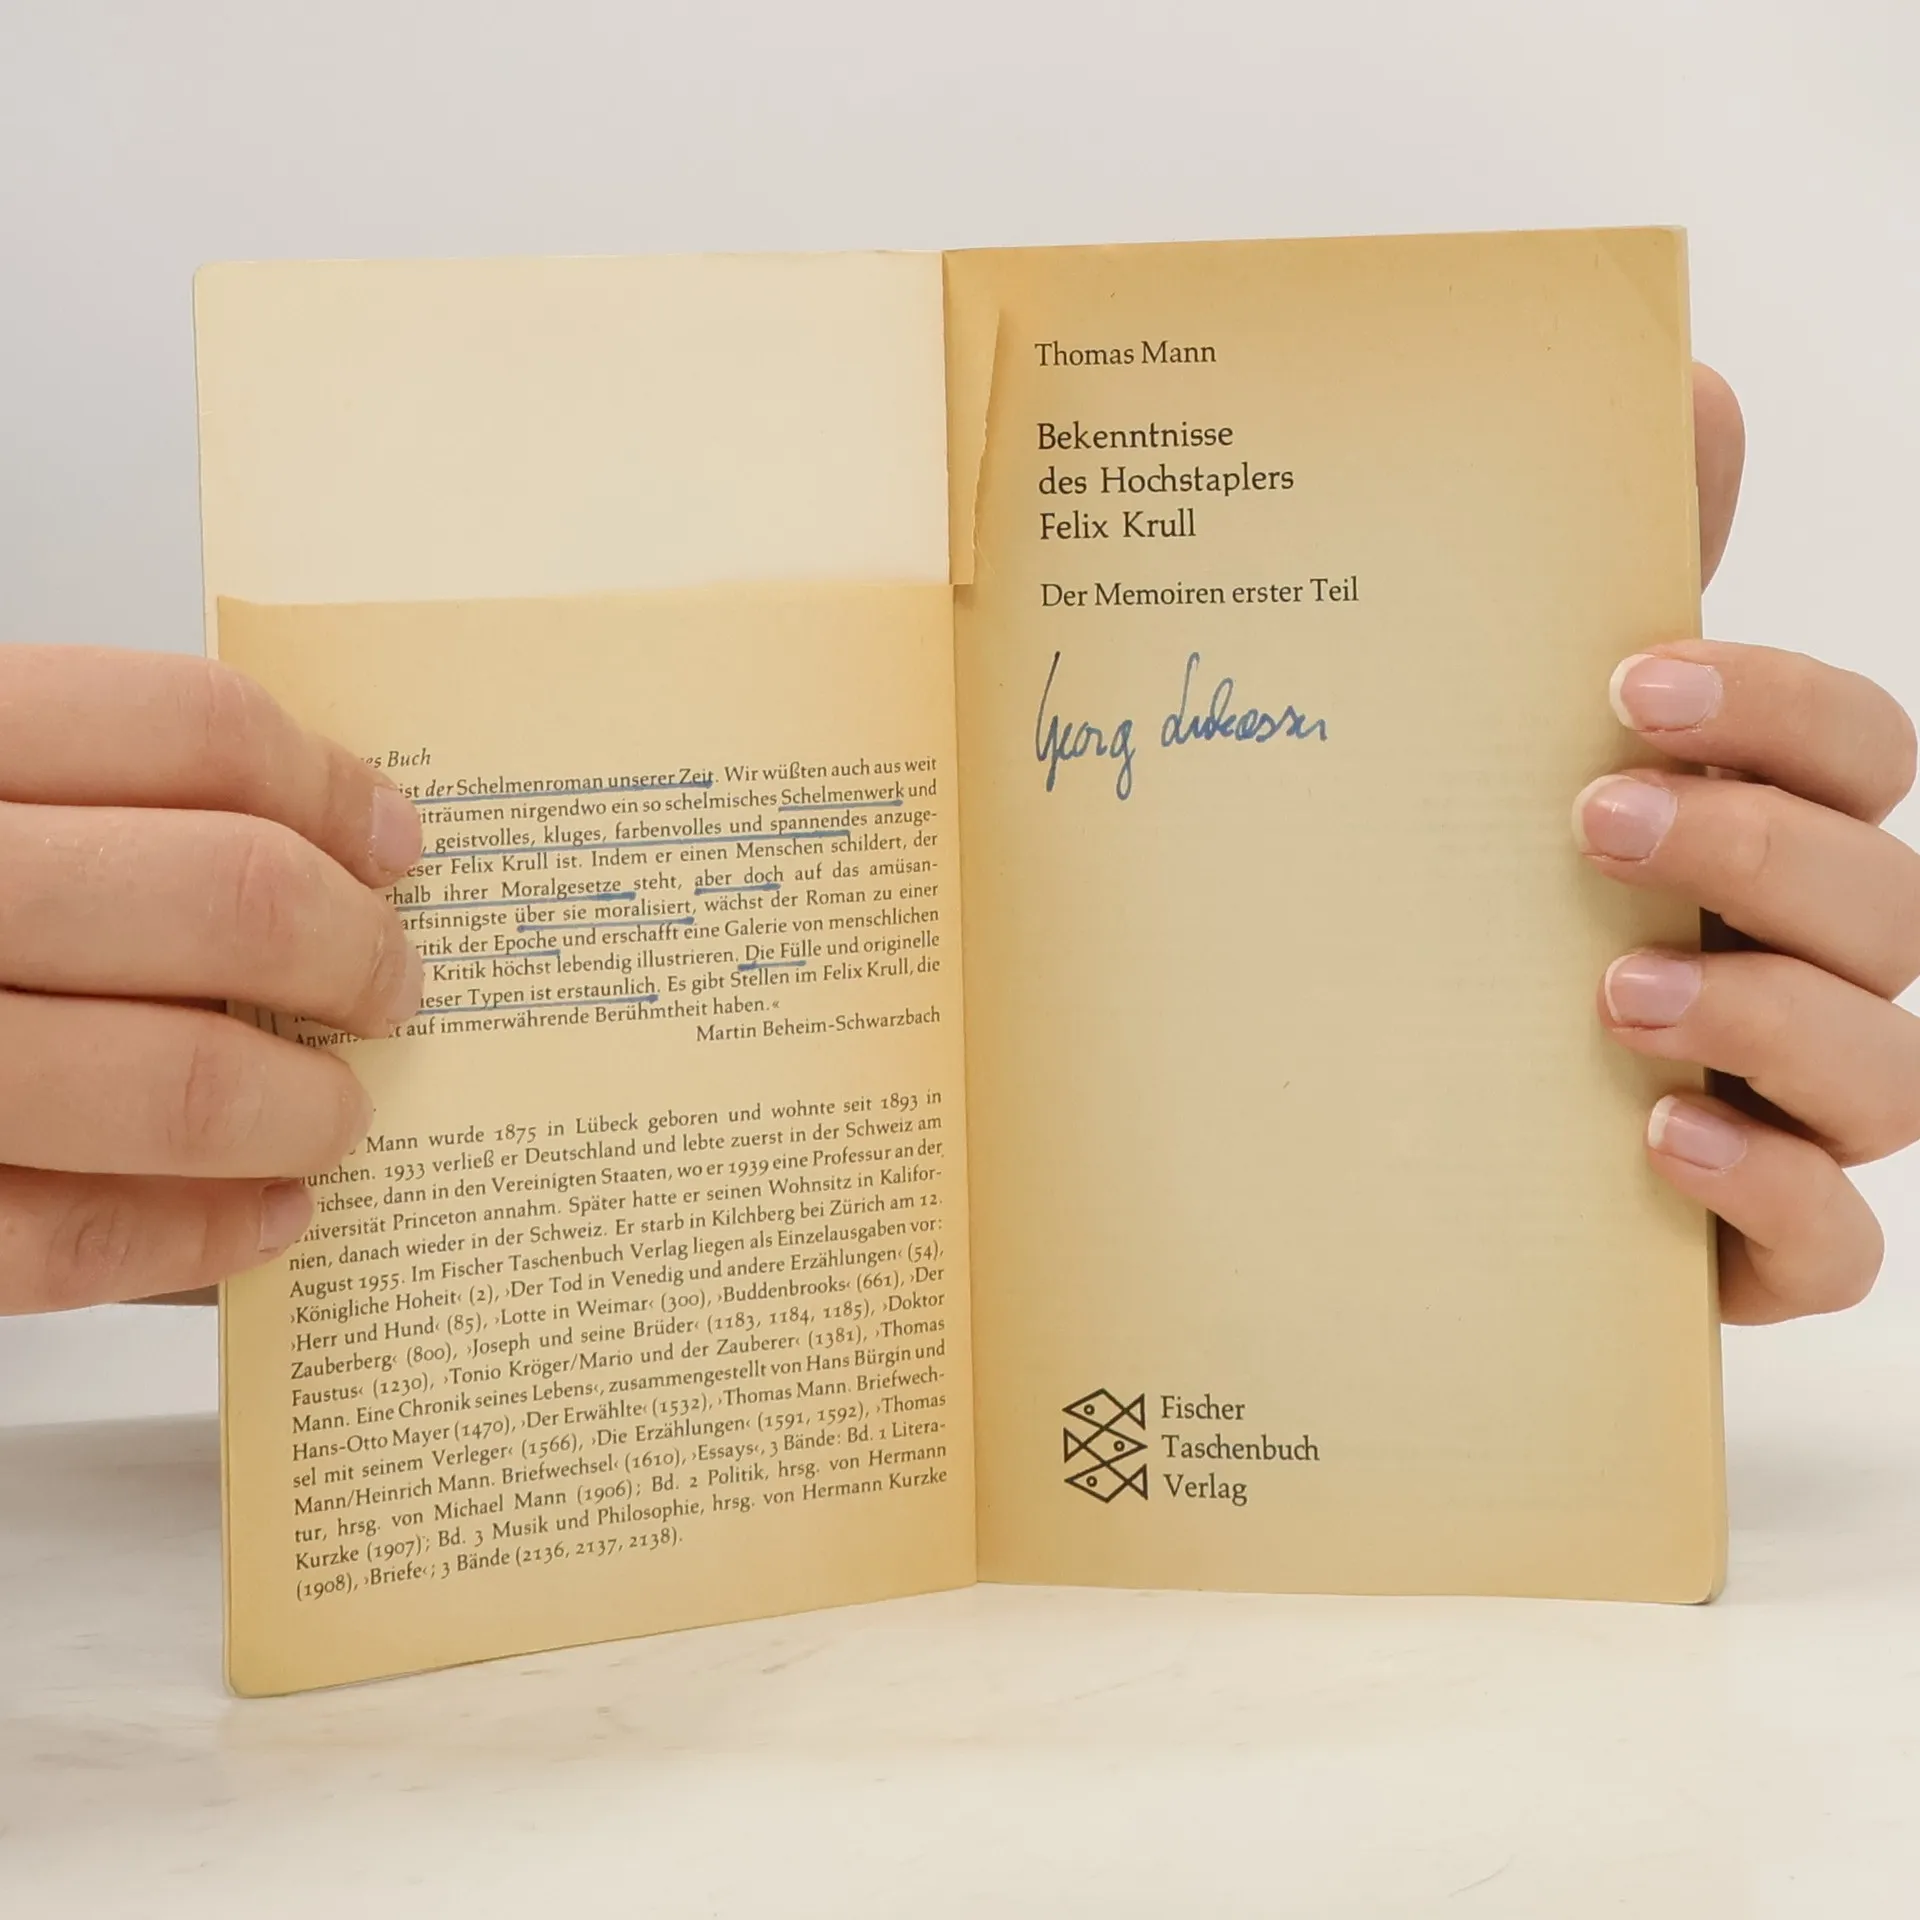 es Buch
ist der Schelmenroman unserer Zeit. Wir wüßten auch aus weit
iträumen nirgendwo ein so schelmisches Schelmenwerk und
, geistvolles, kluges, farbenvolles und spannendes anzuge-
eser Felix Krull ist. Indem er einen Menschen schildert, der
rhalb ihrer Moralgesetze steht, aber doch auf das amüsan-
arfsinnigste über sie moralisiert, wächst der Roman zu einer
ritik der Epoche und erschafft eine Galerie von menschlichen
Kritik höchst lebendig illustrieren. Die Fülle und originelle
ieser Typen ist erstaunlich. Es gibt Stellen im Felix Krull, die
Anwart t auf immerwährende Berühmtheit haben.«
Martin Beheim-Schwarzbach
Mann wurde 1875 in Lübeck geboren und wohnte seit 1893 in
ünchen. 1933 verließ er Deutschland und lebte zuerst in der Schweiz am
richsee, dann in den Vereinigten Staaten, wo er 1939 eine Professur an der
niversität Princeton annahm. Später hatte er seinen Wohnsitz in Kalifor-
nien, danach wieder in der Schweiz. Er starb in Kilchberg bei Zürich am 12.
August 1955. Im Fischer Taschenbuch Verlag liegen als Einzelausgaben vor:
›Königliche Hoheit‹ (2), ›Der Tod in Venedig und andere Erzählungen‹ (54),
›Herr und Hund‹ (85), ›Lotte in Weimar‹ (300), ›Buddenbrooks‹ (661), ›Der
Zauberberg‹ (800), ›Joseph und seine Brüder‹ (1183, 1184, 1185), ›Doktor
Faustus‹ (1230), ›Tonio Kröger/Mario und der Zauberer‹ (1381), ›Thomas
Mann. Eine Chronik seines Lebens‹, zusammengestellt von Hans Bürgin und
Hans-Otto Mayer (1470), ›Der Erwählte‹ (1532), ›Thomas Mann. Briefwech-
sel mit seinem Verleger‹ (1566), ›Die Erzählungen‹ (1591, 1592), ›Thomas
Mann/Heinrich Mann. Briefwechsel‹ (1610), ›Essays‹, 3 Bände: Bd. 1 Litera-
tur, hrsg. von Michael Mann (1906); Bd. 2 Politik, hrsg. von Hermann
Kurzke (1907); Bd. 3 Musik und Philosophie, hrsg. von Hermann Kurzke
(1908), ›Briefe‹; 3 Bände (2136, 2137, 2138).
Thomas Mann
Bekenntnisse
des Hochstaplers
Felix Krull
Der Memoiren erster Teil
Georg
Fischer
Taschenbuch
Verlag